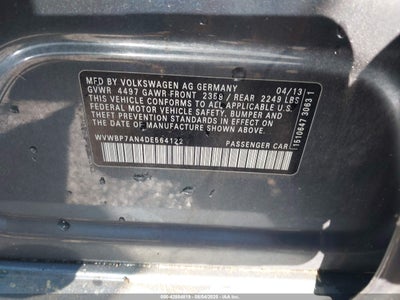 MFD BY VOLKSWAGEN AG GERMANY 04/13
GVWR 4497 GAWR FRONT 2358 / REAR 2249 LBS
THIS VEHICLE CONFORMS TO ALL APPLICABLE U.S.
FEDERAL MOTOR VEHICLE SAFETY, BUMPER AND
THEFT PREVENTION STANDARDS IN EFFECT ON THE
DATE OF MANUFACTURE SHOWN ABOVE.
WVWBP7AN4DE564122 PASSENGER CAR